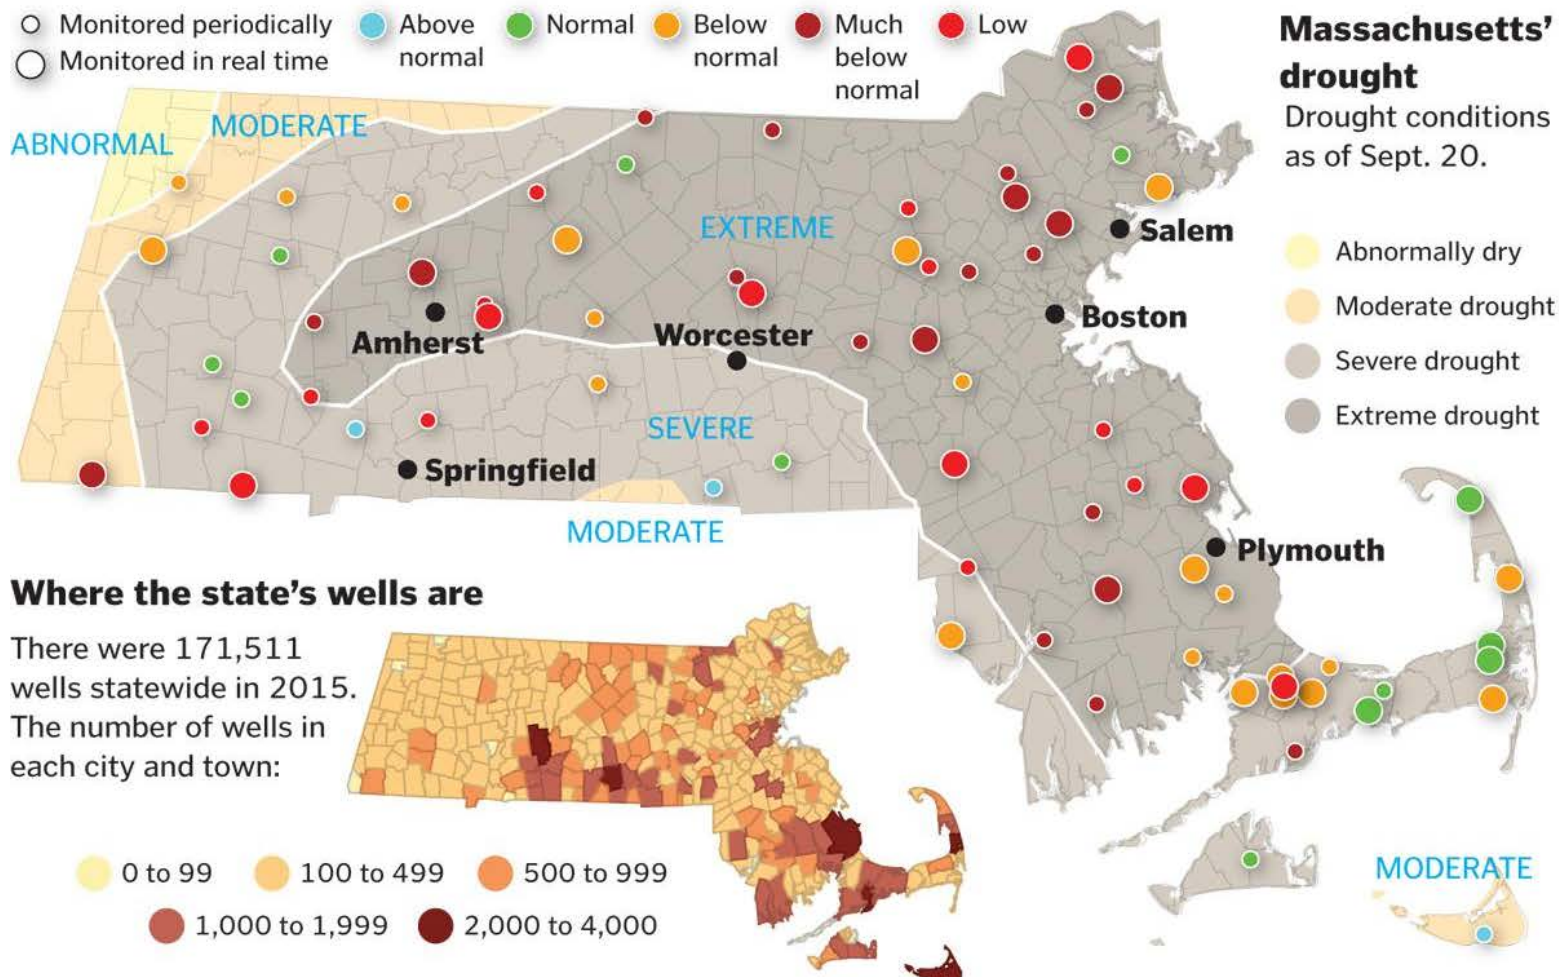 Monitored periodically
Monitored in real time
Above
normal
Normal
Below
normal
Much
below
normal
Low
Massachusetts’
drought
Drought conditions
as of Sept. 20.
Abnormally dry
Moderate drought
Severe drought
Extreme drought
ABNORMAL
MODERATE
EXTREME
Salem
Boston
Amherst
Worcester
SEVERE
Springfield
MODERATE
Plymouth
MODERATE
Where the state’s wells are
There were 171,511
wells statewide in 2015.
The number of wells in
each city and town:
0 to 99
100 to 499
500 to 999
1,000 to 1,999
2,000 to 4,000